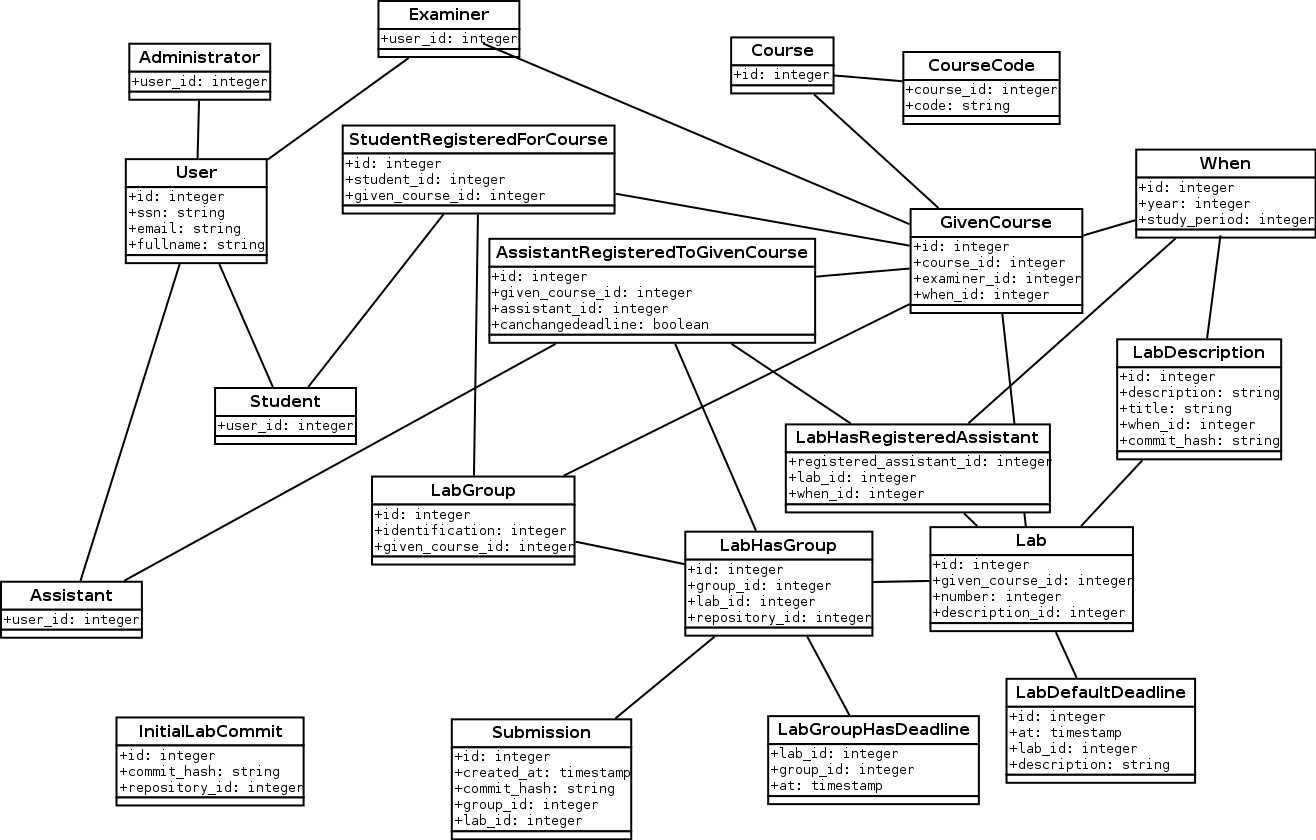 Examiner
+user_id: integer
Administrator
+user_id: integer
Course
+id: integer
CourseCode
+course_id: integer
+code: string
StudentRegisteredForCourse
+id: integer
+student_id: integer
+given_course_id: integer
User
+id: integer
+ssn: string
+email: string
+fullname: string
When
+id: integer
+year: integer
+study_period: integer
GivenCourse
+id: integer
+course_id: integer
+examiner_id: integer
+when_id: integer
AssistantRegisteredToGivenCourse
+id: integer
+given_course_id: integer
+assistant_id: integer
+canchangedeadline: boolean
LabDescription
+id: integer
+description: string
+title: string
+when_id: integer
+commit_hash: string
Student
+user_id: integer
LabHasRegisteredAssistant
+registered_assistant_id: integer
+lab_id: integer
+when_id: integer
LabGroup
+id: integer
+identification: integer
+given_course_id: integer
LabHasGroup
+id: integer
+group_id: integer
+lab_id: integer
+repository_id: integer
Lab
+id: integer
+given_course_id: integer
+number: integer
+description_id: integer
Assistant
+user_id: integer
LabDefaultDeadline
+id: integer
+at: timestamp
+lab_id: integer
+description: string
InitialLabCommit
+id: integer
+commit_hash: string
+repository_id: integer
Submission
+id: integer
+created_at: timestamp
+commit_hash: string
+group_id: integer
+lab_id: integer
LabGroupHasDeadline
+lab_id: integer
+group_id: integer
+at: timestamp